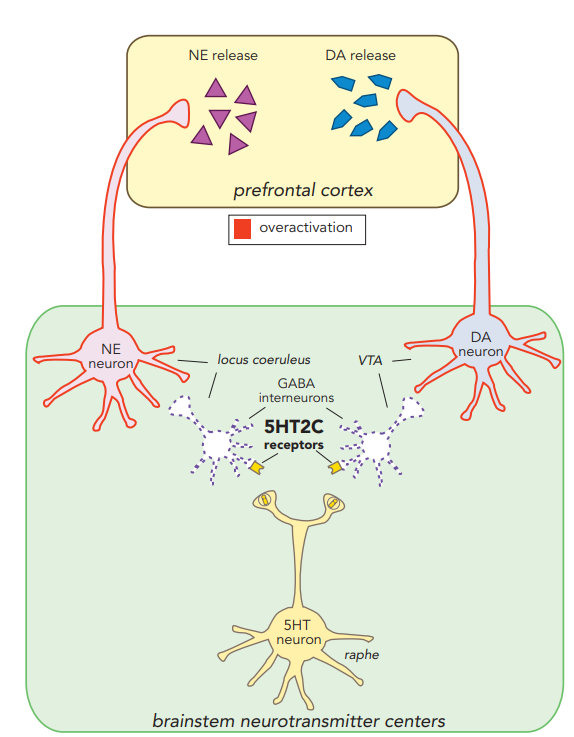 NE release
DA release
prefrontal cortex
overactivation
NE
neuron
DA
neuron
locus coeruleus
VTA
GABA
interneurons
5HT2C
receptors
5HT
neuron
raphe
brainstem neurotransmitter centers